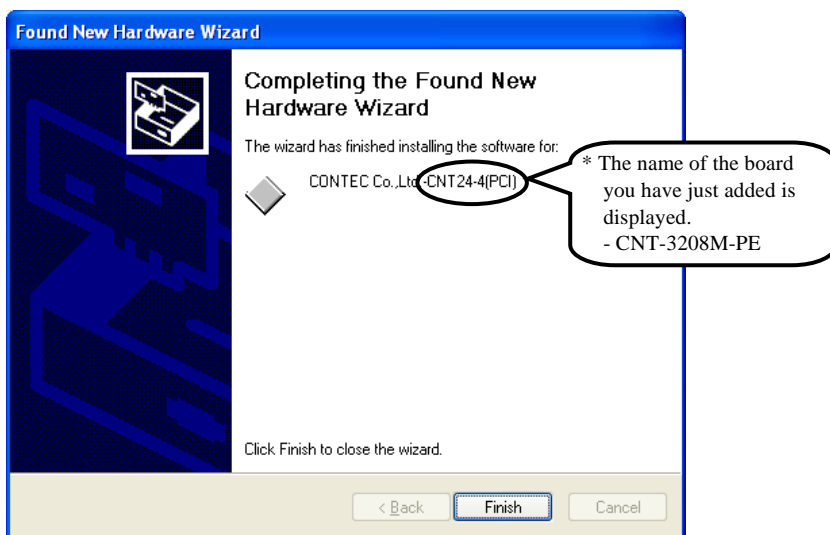 Found New Hardware Wizard
Completing the Found New
Hardware Wizard
The wizard has finished installing the software for:
CONTEC Co.,Ltd.-CNT24-4(PCI)
* The name of the board
you have just added is
displayed.
- CNT-3208M-PE
Click Finish to close the wizard.
< Back
Finish
Cancel